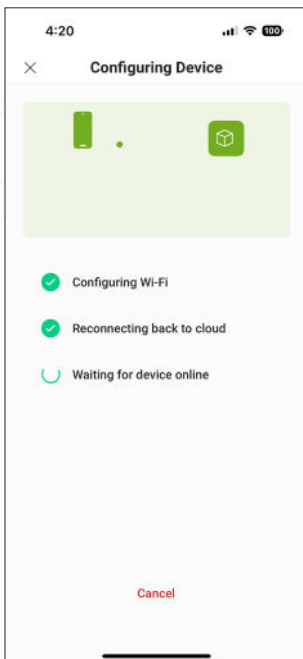 4:20
100
Configuring Device
Configuring Wi-Fi
Reconnecting back to cloud
Waiting for device online
Cancel